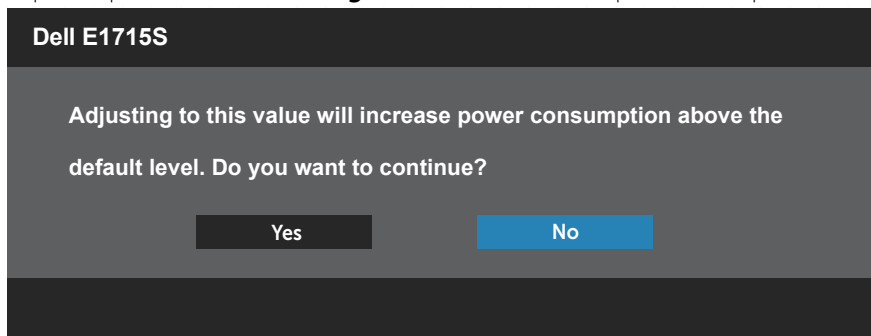 Dell E1715S
Adjusting to this value will increase power consumption above the
default level. Do you want to continue?
Yes No